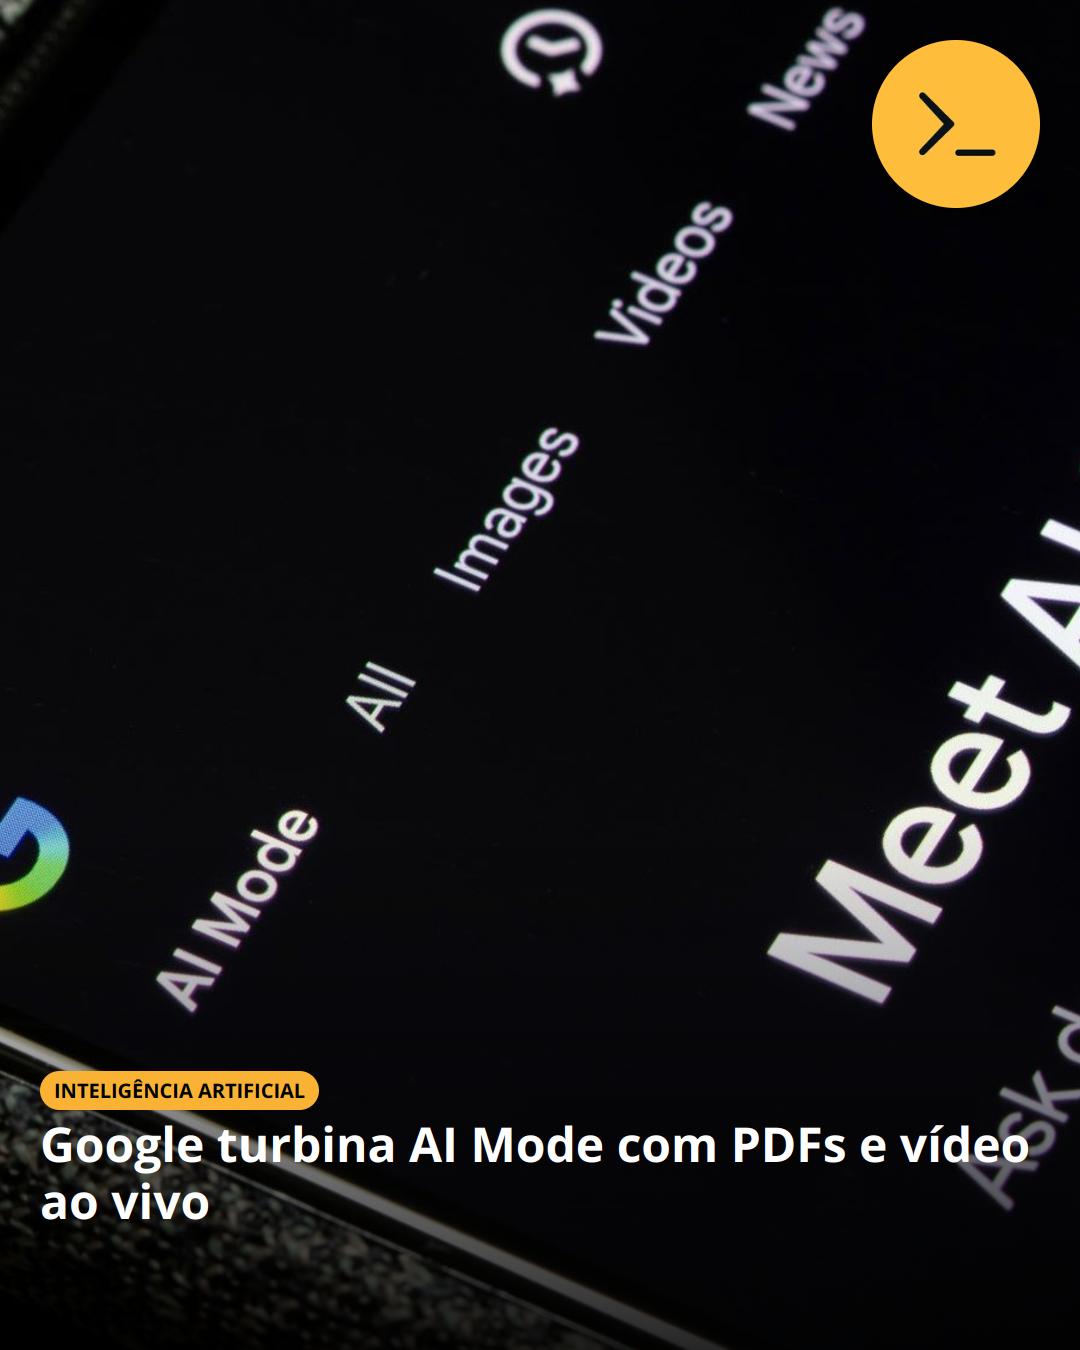 News
Videos
Images
All
AI Mode
Meet AI
Ask
INTELIGÊNCIA ARTIFICIAL
Google turbina AI Mode com PDFs e vídeo
ao vivo